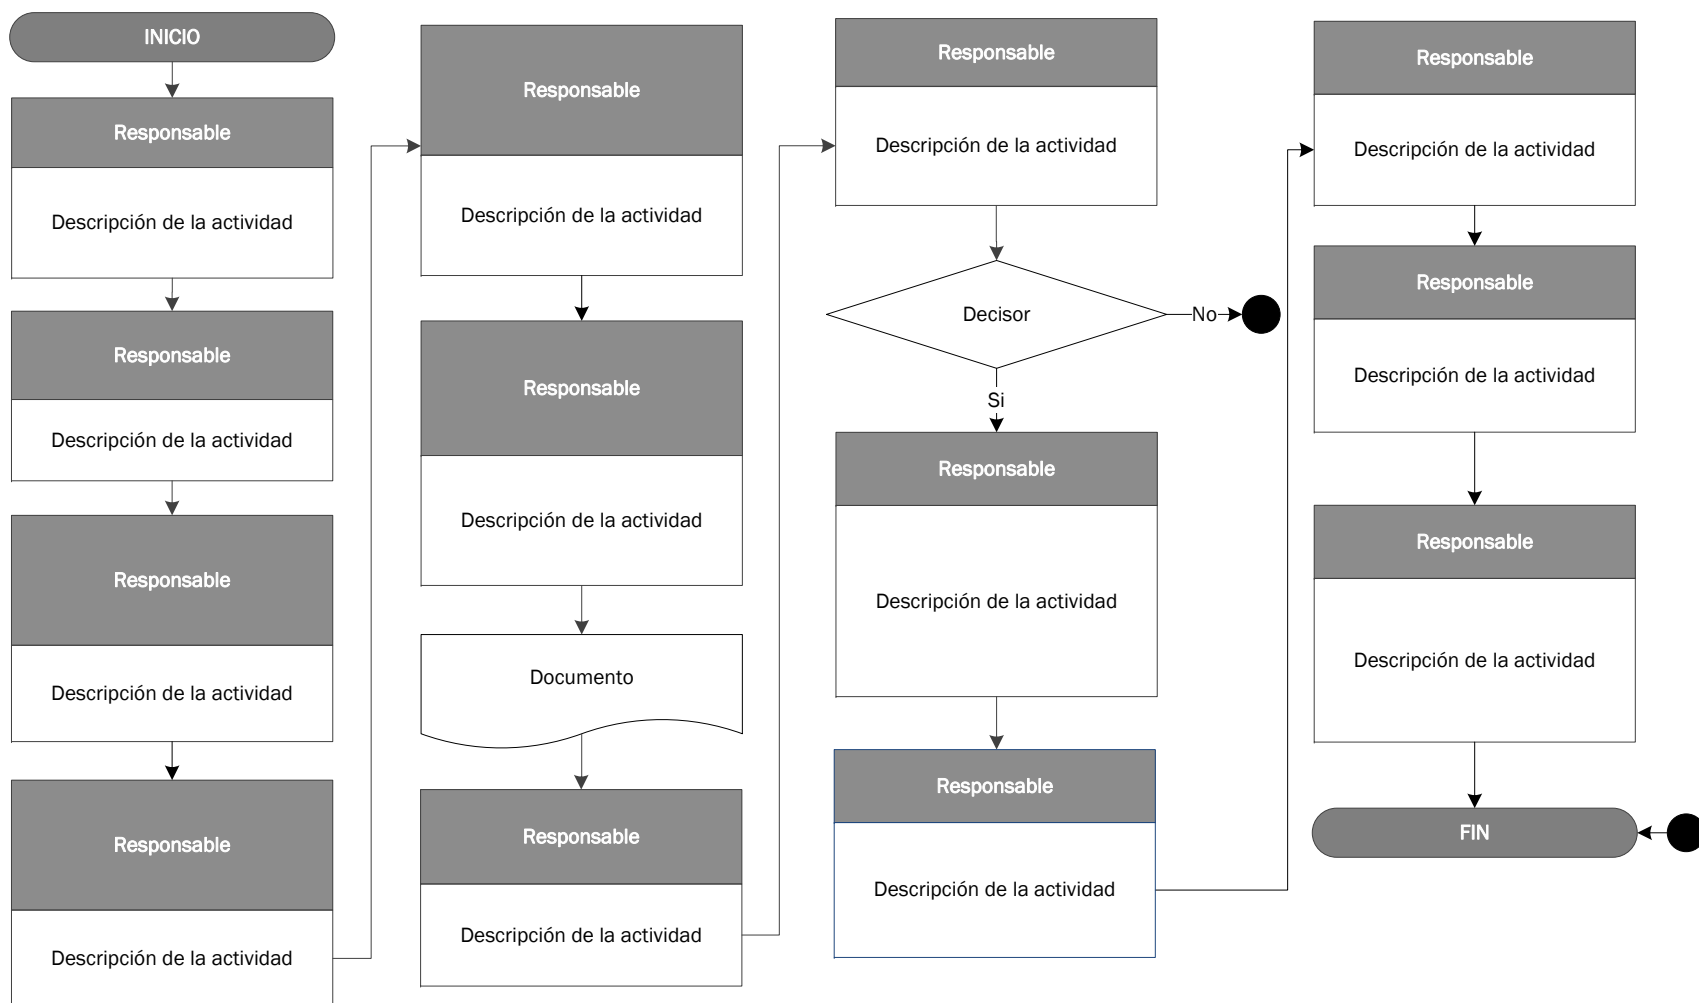 INICIO
Responsable
Descripción de la actividad
Responsable
Descripción de la actividad
Responsable
Descripción de la actividad
Responsable
Descripción de la actividad
Responsable
Descripción de la actividad
Responsable
Descripción de la actividad
Documento
Responsable
Descripción de la actividad
Responsable
Descripción de la actividad
Decisor
No
Si
Responsable
Descripción de la actividad
Responsable
Descripción de la actividad
Responsable
Descripción de la actividad
Responsable
Descripción de la actividad
Responsable
Descripción de la actividad
FIN